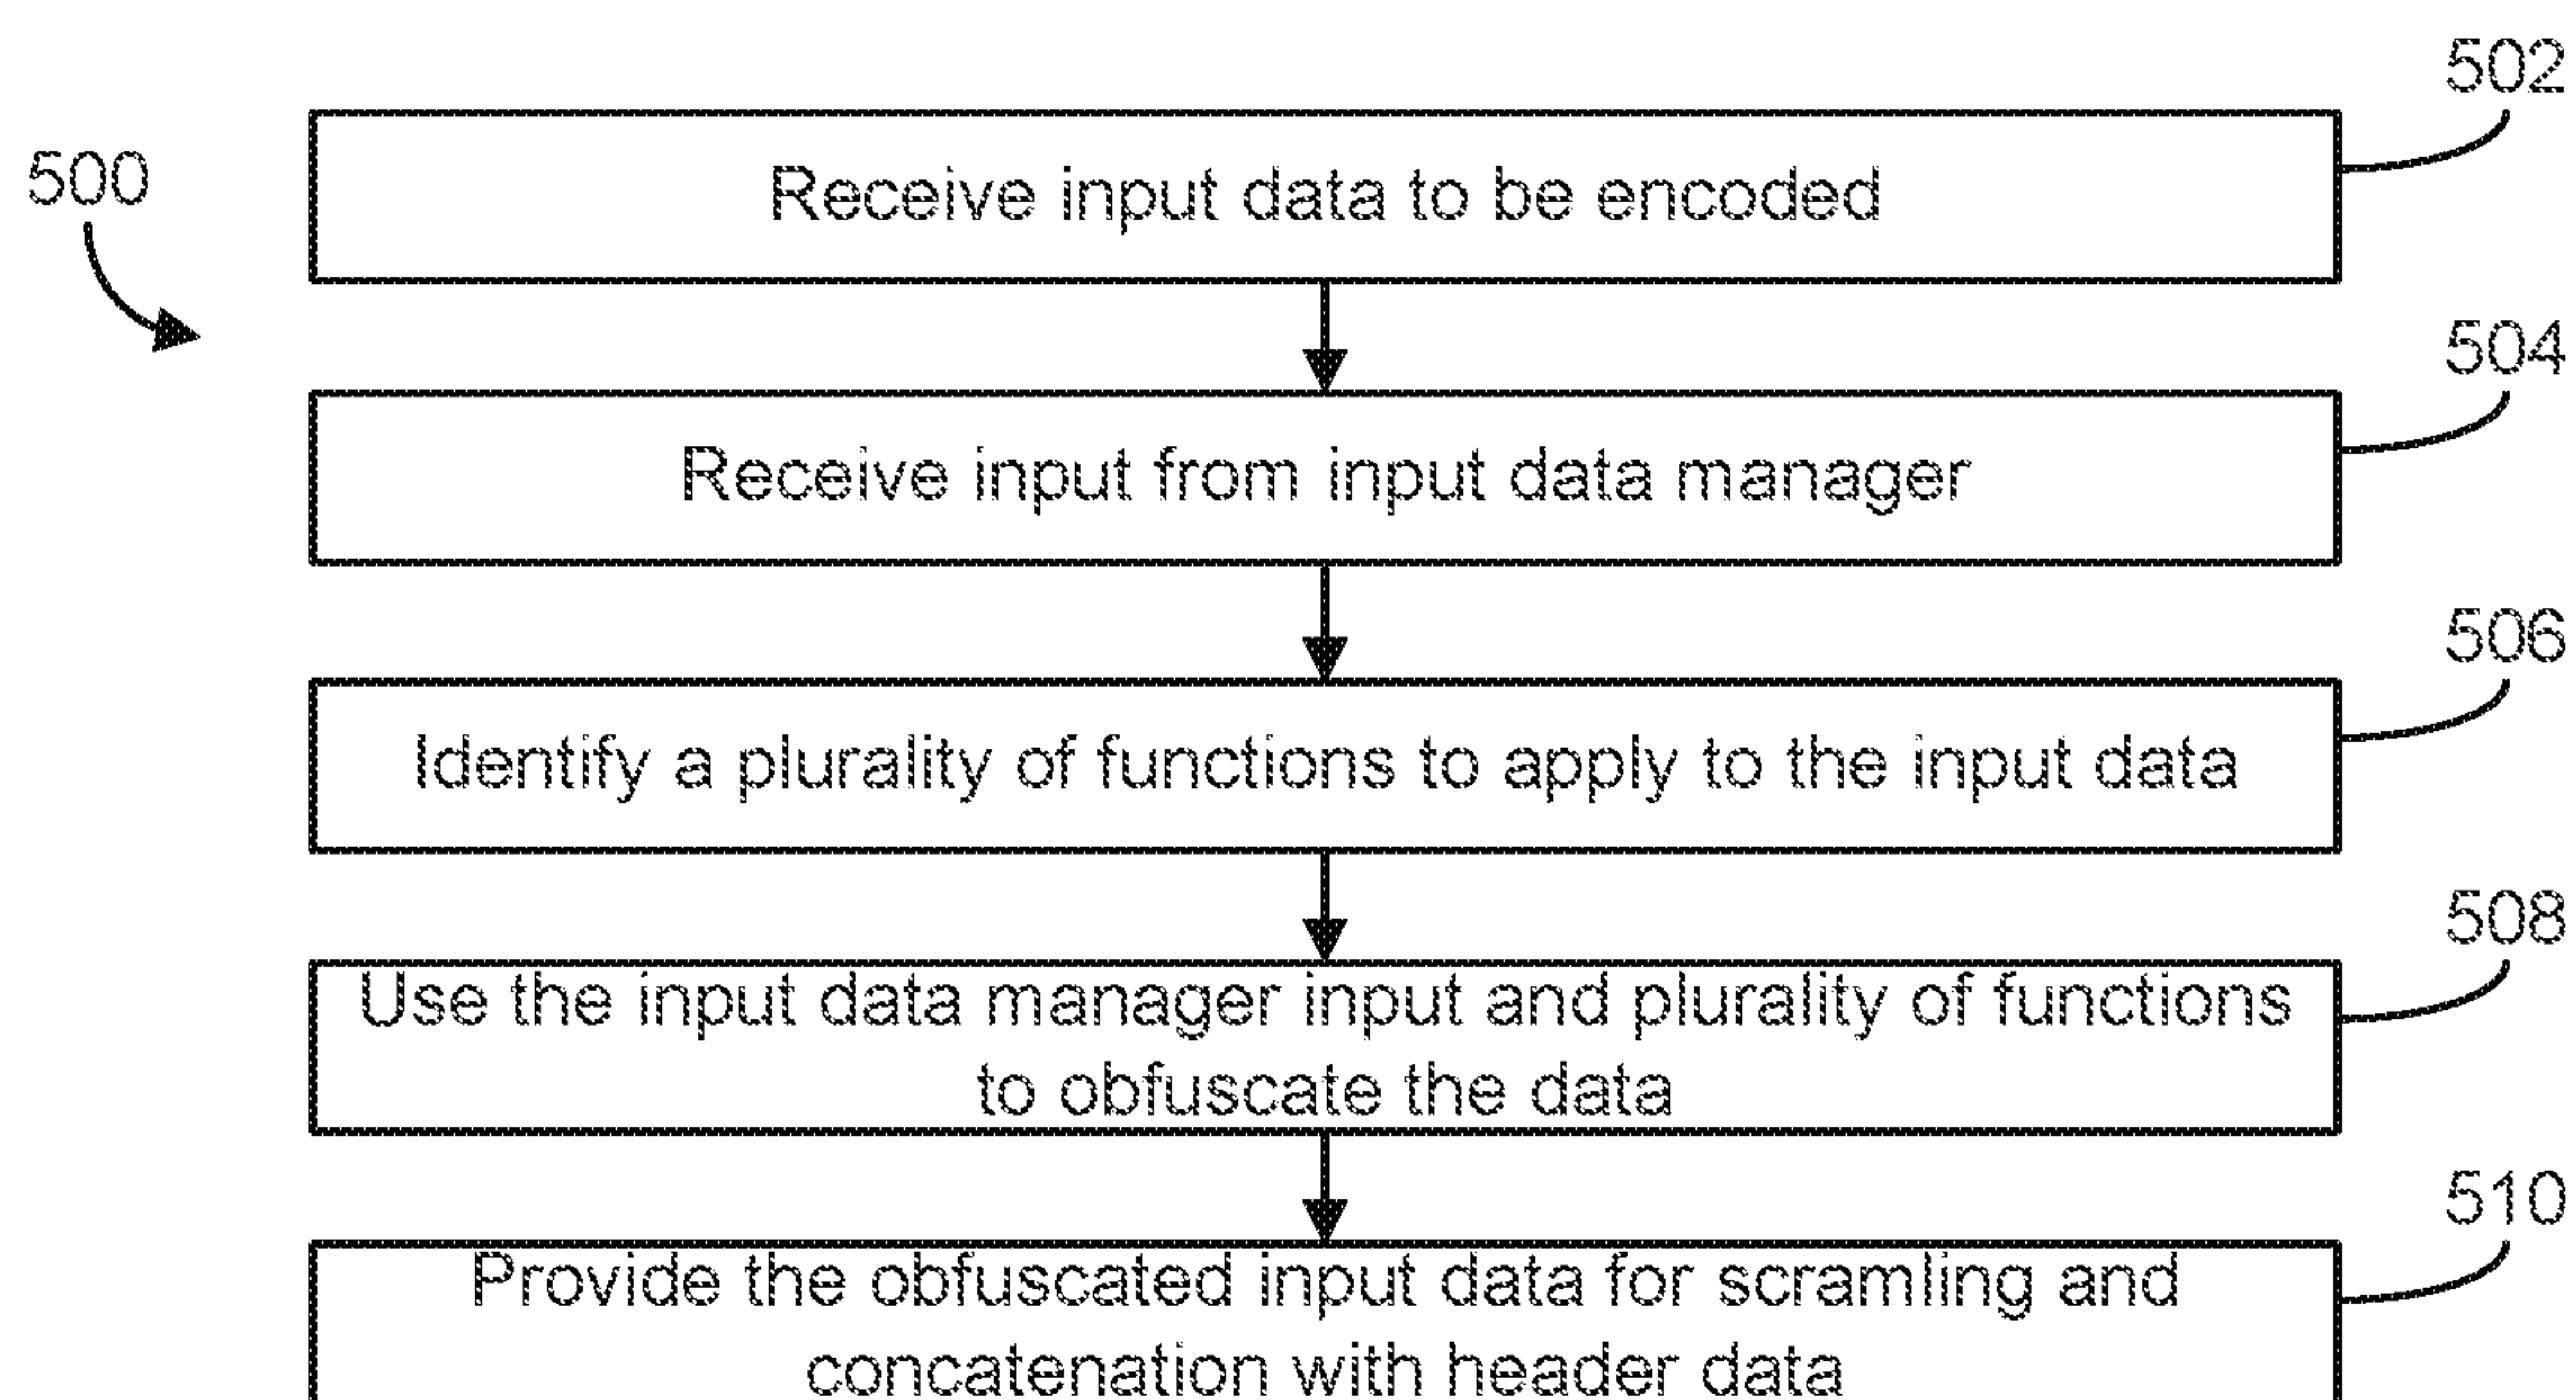 502
500
Receive input data to be encoded
504
Receive input from input data manager
506
Identify a plurality of functions to apply to the input data
508
Use the input data manager input and plurality of functions
to obfuscate the data
510
Provide the obfuscated input data for scramling and
concatenation with header data